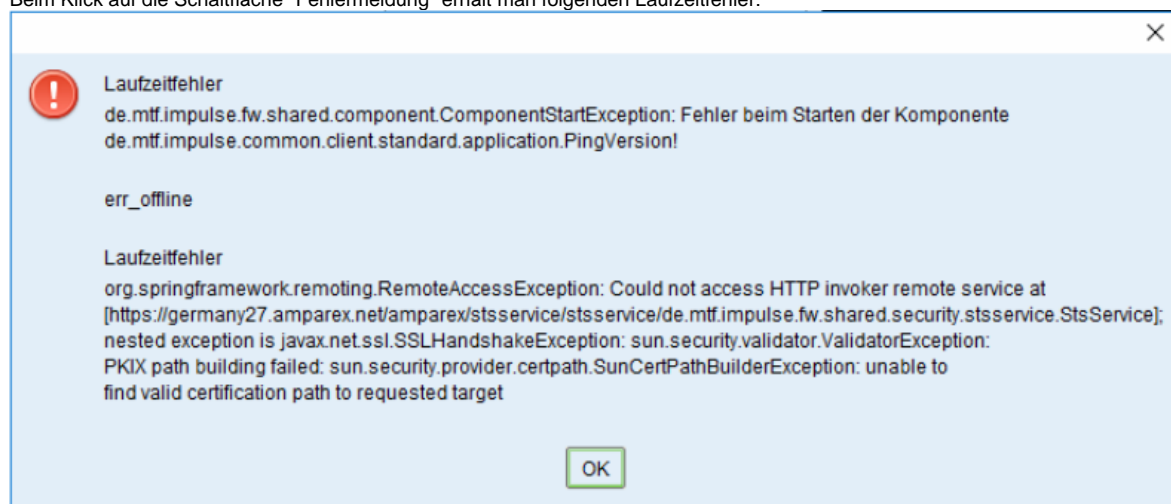 Beim Klick auf die Schaltfläche "Fehlermeldung" erhält man folgenden Laufzeitfehler:
Laufzeitfehler
de.mtf.impulse.fw.shared.component.ComponentStartException: Fehler beim Starten der Komponente
de.mtf.impulse.common.client.standard.application.PingVersion!
err_offline
Laufzeitfehler
org.springframework.remoting.RemoteAccessException: Could not access HTTP invoker remote service at
[https://germany27.amparex.net/amparex/stsservice/stsservice/de.mtf.impulse.fw.shared.security.stsservice.StsService];
nested exception is javax.net.ssl.SSLHandshakeException: sun.security.validator.ValidatorException:
PKIX path building failed: sun.security.provider.certpath.SunCertPathBuilderException: unable to
find valid certification path to requested target
OK